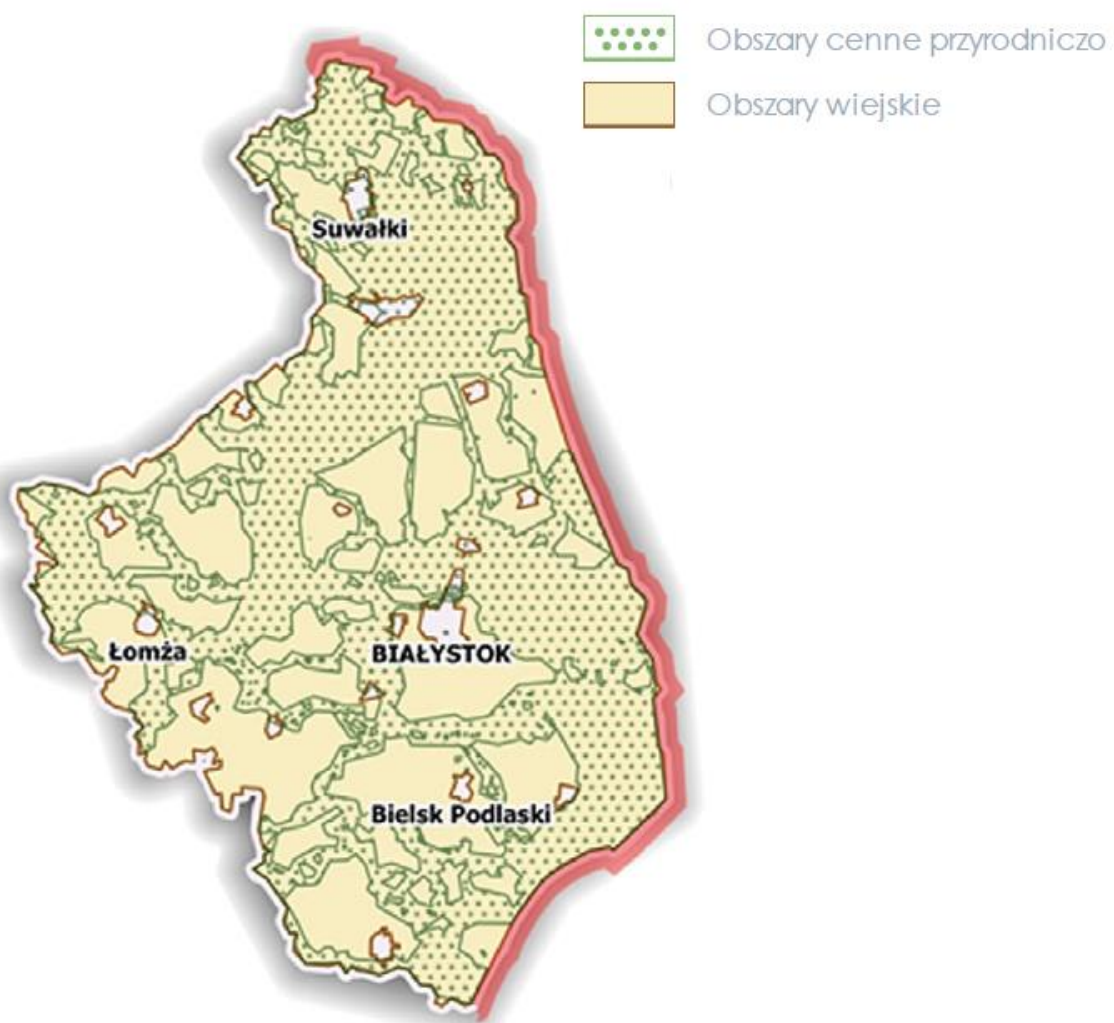 Obszary cenne przyrodniczo
Obszary wiejskie
Suwałki
Łomża
BIAŁYSTOK
Bielsk Podlaski